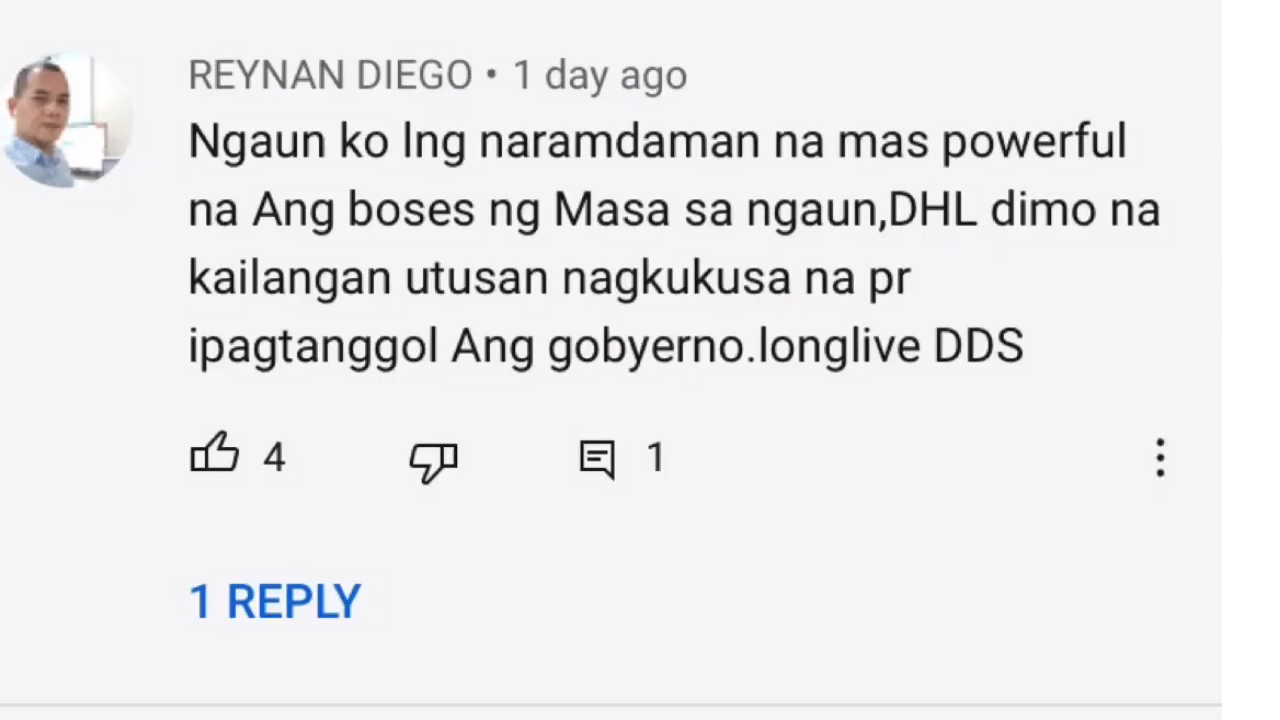 REYNAN DIEGO • 1 day ago
Ngaun ko lng naramdaman na mas powerful
na Ang boses ng Masa sa ngaun,DHL dimo na
kailangan utusan nagkukusa na pr
ipagtanggol Ang gobyerno.longlive DDS
4 1
1 REPLY